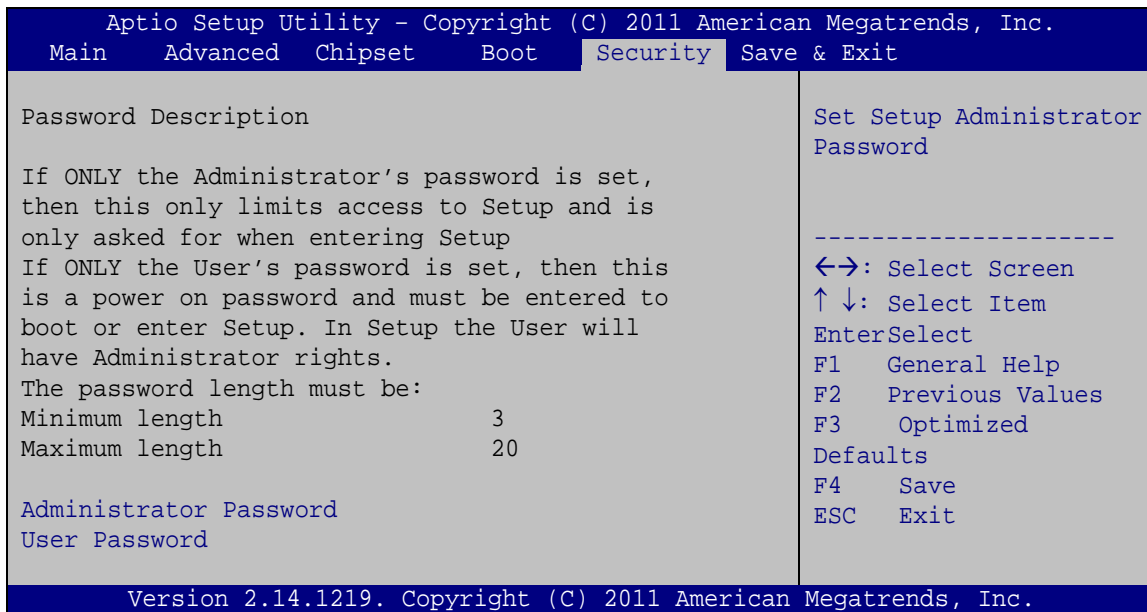 Aptio Setup Utility – Copyright (C) 2011 American Megatrends, Inc.
Main Advanced Chipset Boot Security Save & Exit
Password Description
If ONLY the Administrator's password is set,
then this only limits access to Setup and is
only asked for when entering Setup
If ONLY the User's password is set, then this
is a power on password and must be entered to
boot or enter Setup. In Setup the User will
have Administrator rights.
The password length must be:
Minimum length 3
Maximum length 20
Administrator Password
User Password
Set Setup Administrator
Password
---------------------
←→: Select Screen
↑ ↓: Select Item
EnterSelect
F1 General Help
F2 Previous Values
F3 Optimized
Defaults
F4 Save
ESC Exit
Version 2.14.1219. Copyright (C) 2011 American Megatrends, Inc.